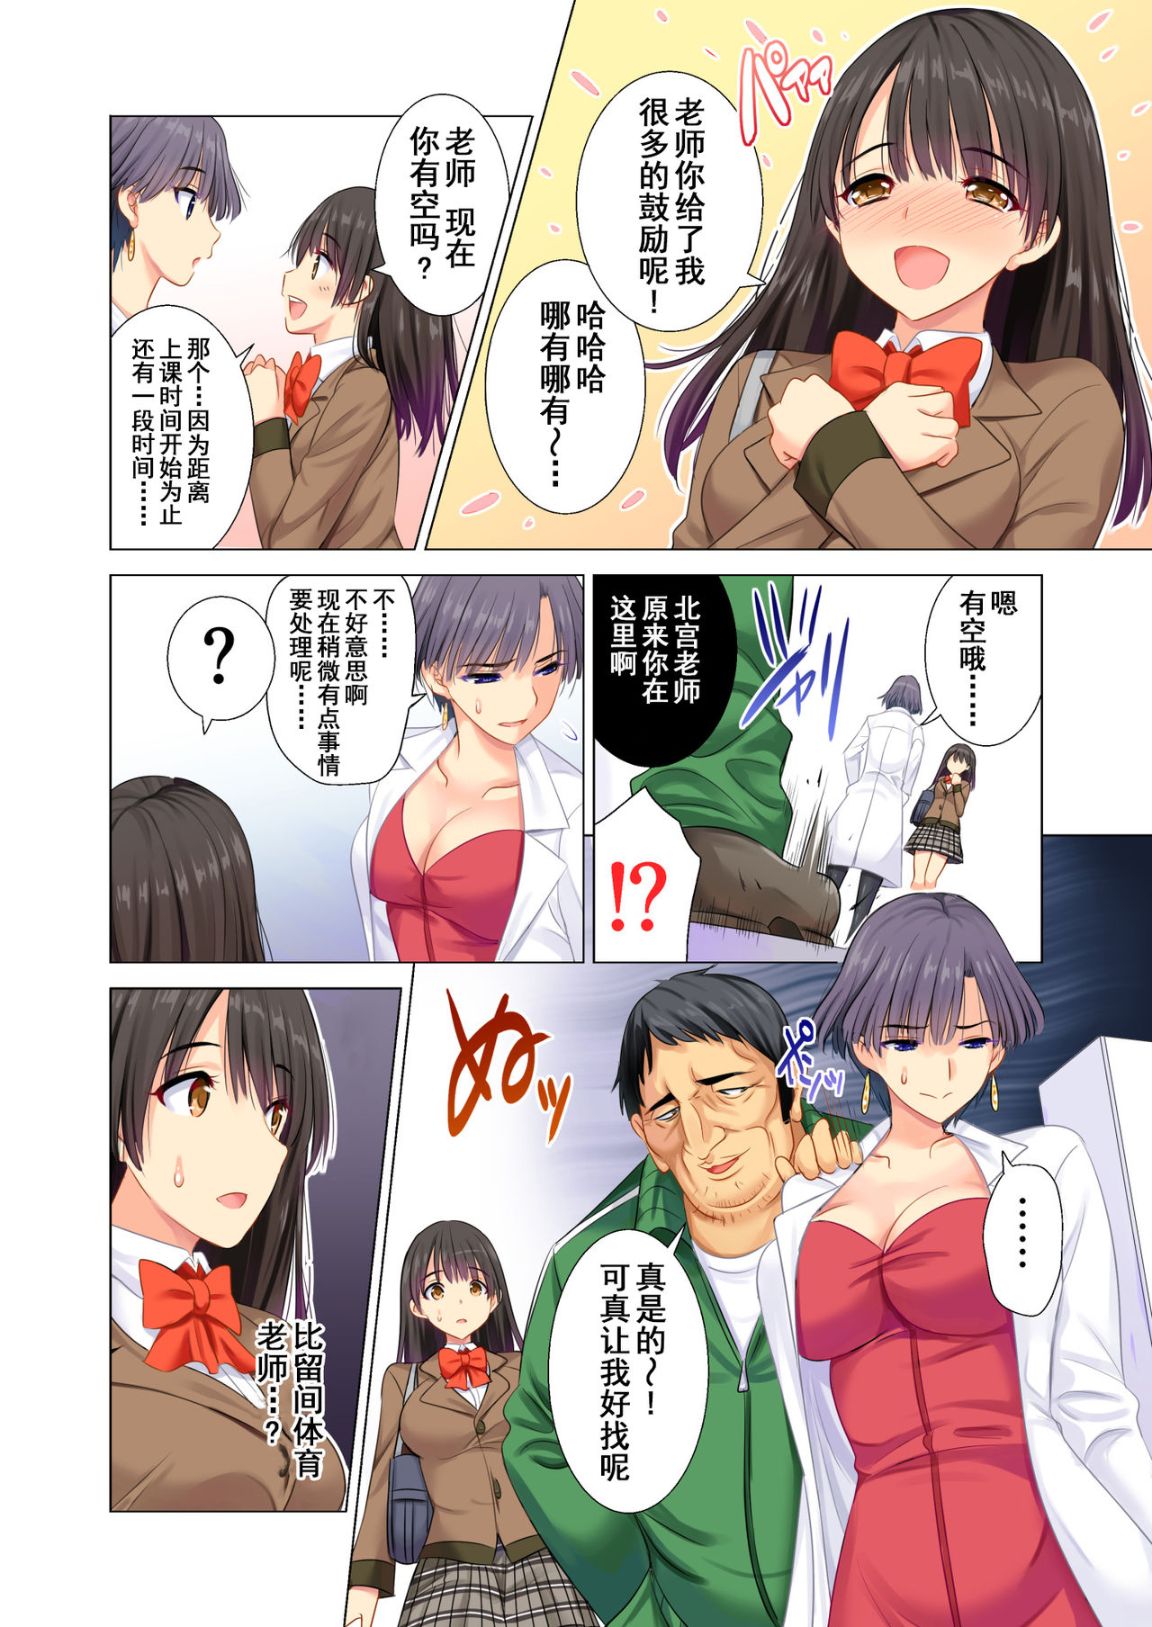 老师你给了我
很多的鼓励呢！
パァァァ
哈哈哈
哪有哪有～…
老师 现在
你有空吗？
那个…因为距离
上课时间开始为止
还有一段时间……
嗯
有空哦……
ジャリ
北宫老师
原来你在
这里啊
!?
不……
不好意思啊
现在稍微有点事情
要处理呢……
?
……
ポンッ
ぬッ
真是的～！
可真让我好找呢
比留间体育
老师…？